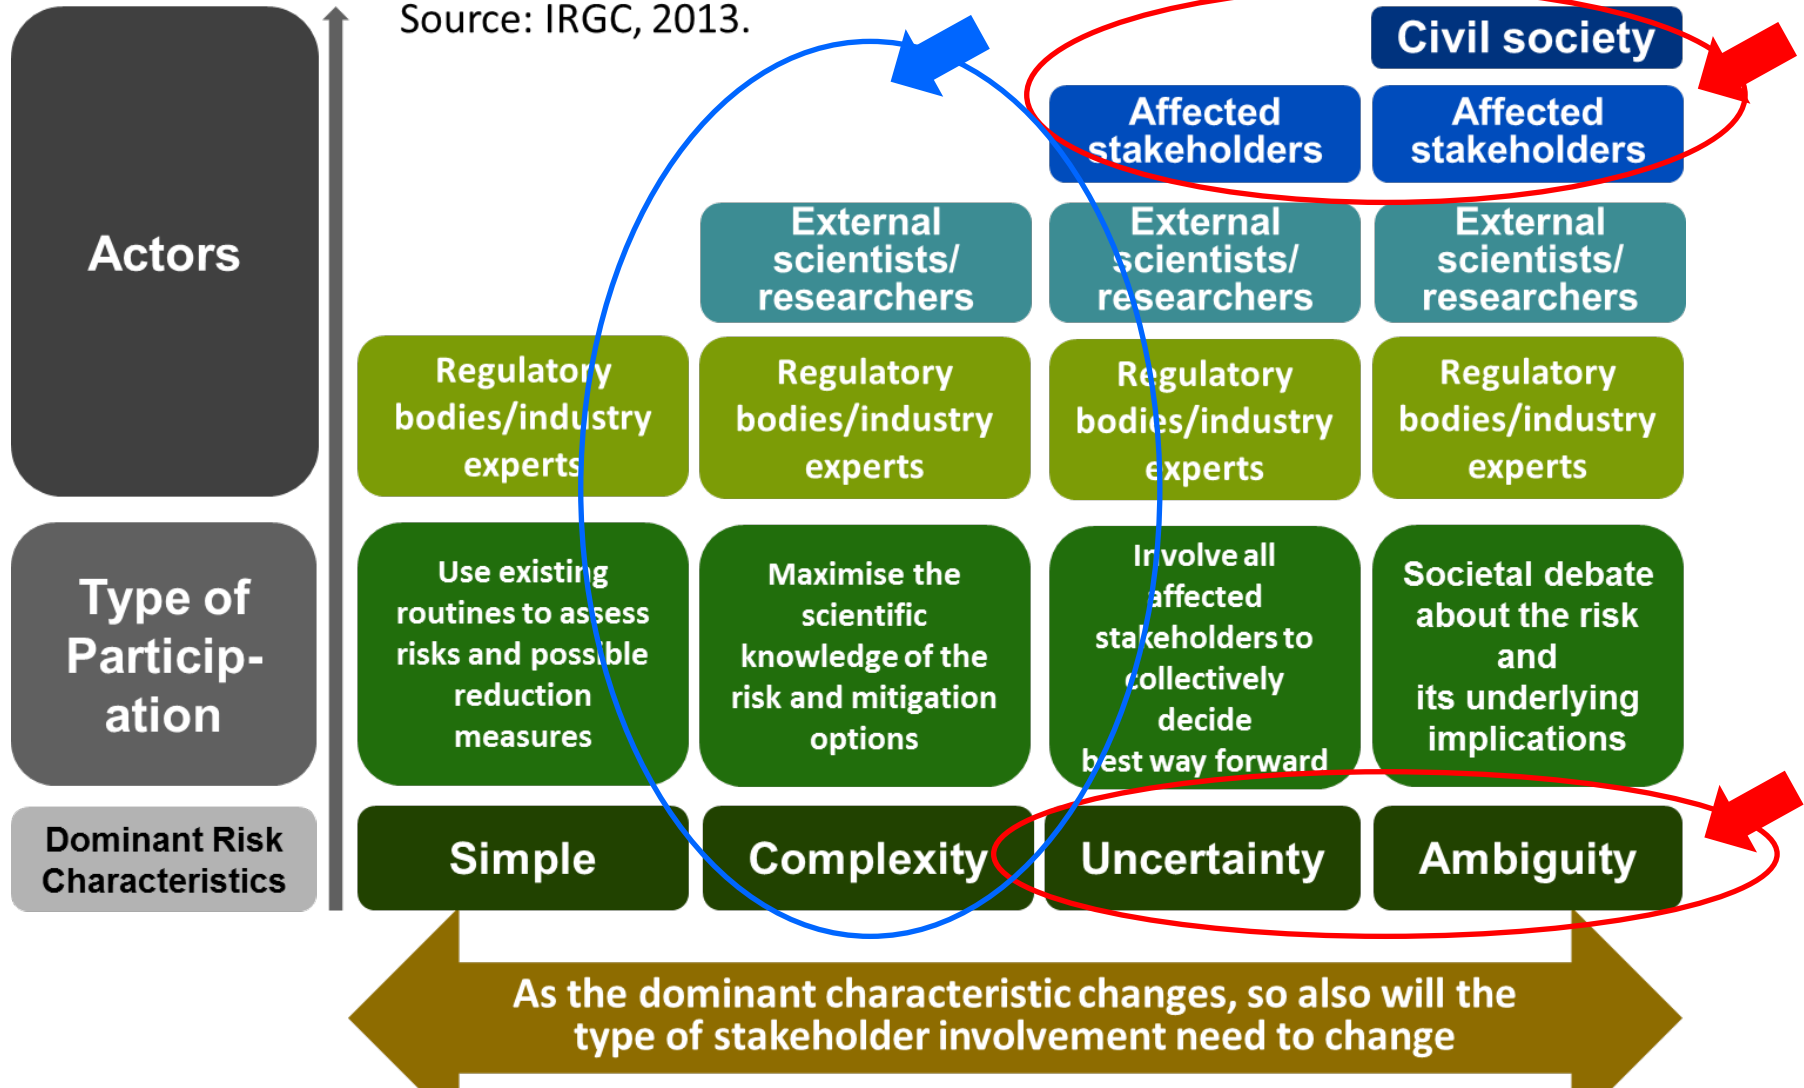 Source: IRGC, 2013.
Civil society
Affected
stakeholders
Affected
stakeholders
Actors
External
scientists/
researchers
External
scientists/
researchers
External
scientists/
researchers
Regulatory
bodies/industry
experts
Regulatory
bodies/industry
experts
Regulatory
bodies/industry
experts
Regulatory
bodies/industry
experts
Type of
Particip-
ation
Use existing
routines to assess
risks and possible
reduction
measures
Maximise the
scientific
knowledge of the
risk and mitigation
options
Involve all
affected
stakeholders to
collectively
decide
best way forward
Societal debate
about the risk
and
its underlying
implications
Dominant Risk
Characteristics
Simple
Complexity
Uncertainty
Ambiguity
As the dominant characteristic changes, so also will the
type of stakeholder involvement need to change